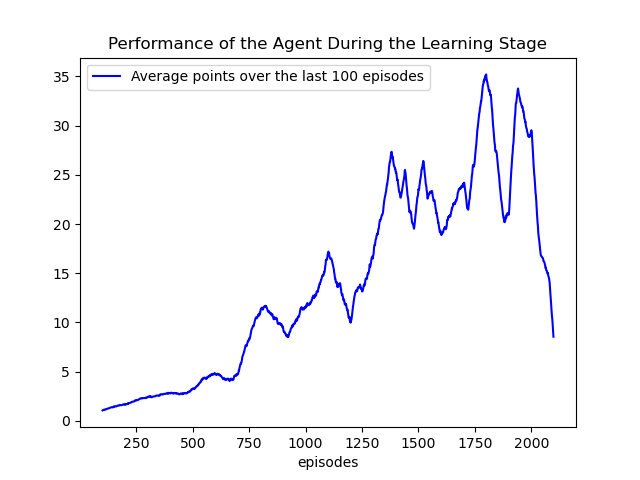 Performance of the Agent During the Learning Stage
Average points over the last 100 episodes
35
30
25
20
15
10
5
0
250 500 750 1000 1250 1500 1750 2000
episodes